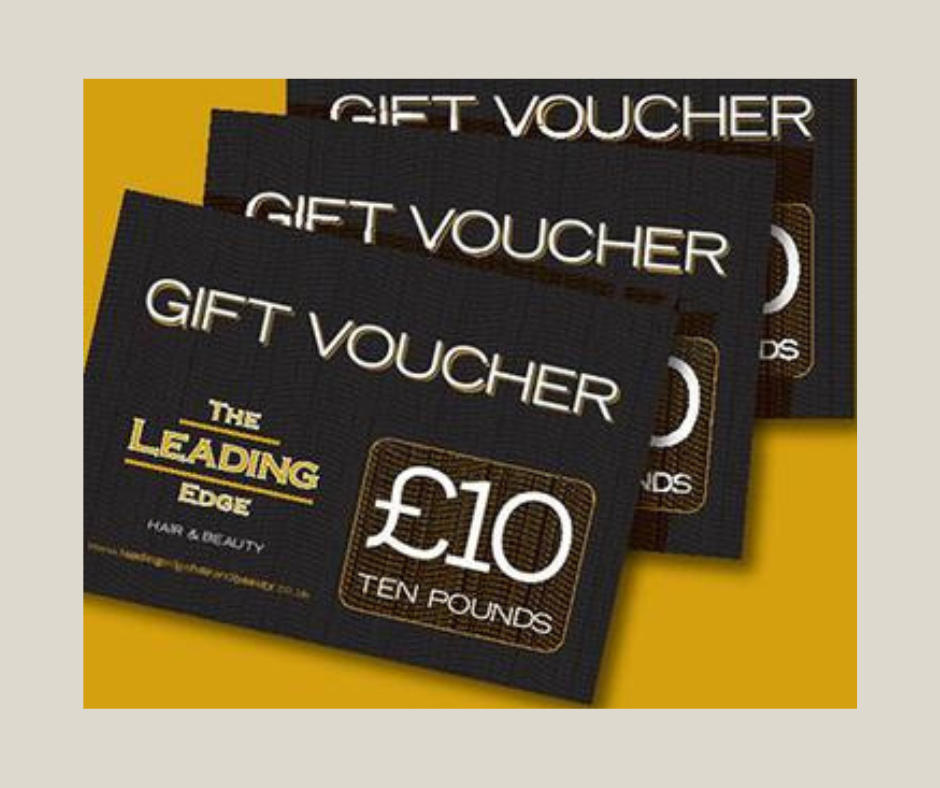 GIFT VOUCHER
GIFT VOUCHER
GIFT VOUCHER
THE
LEADING
EDGE
HAIR & BEAUTY
£10
TEN POUNDS